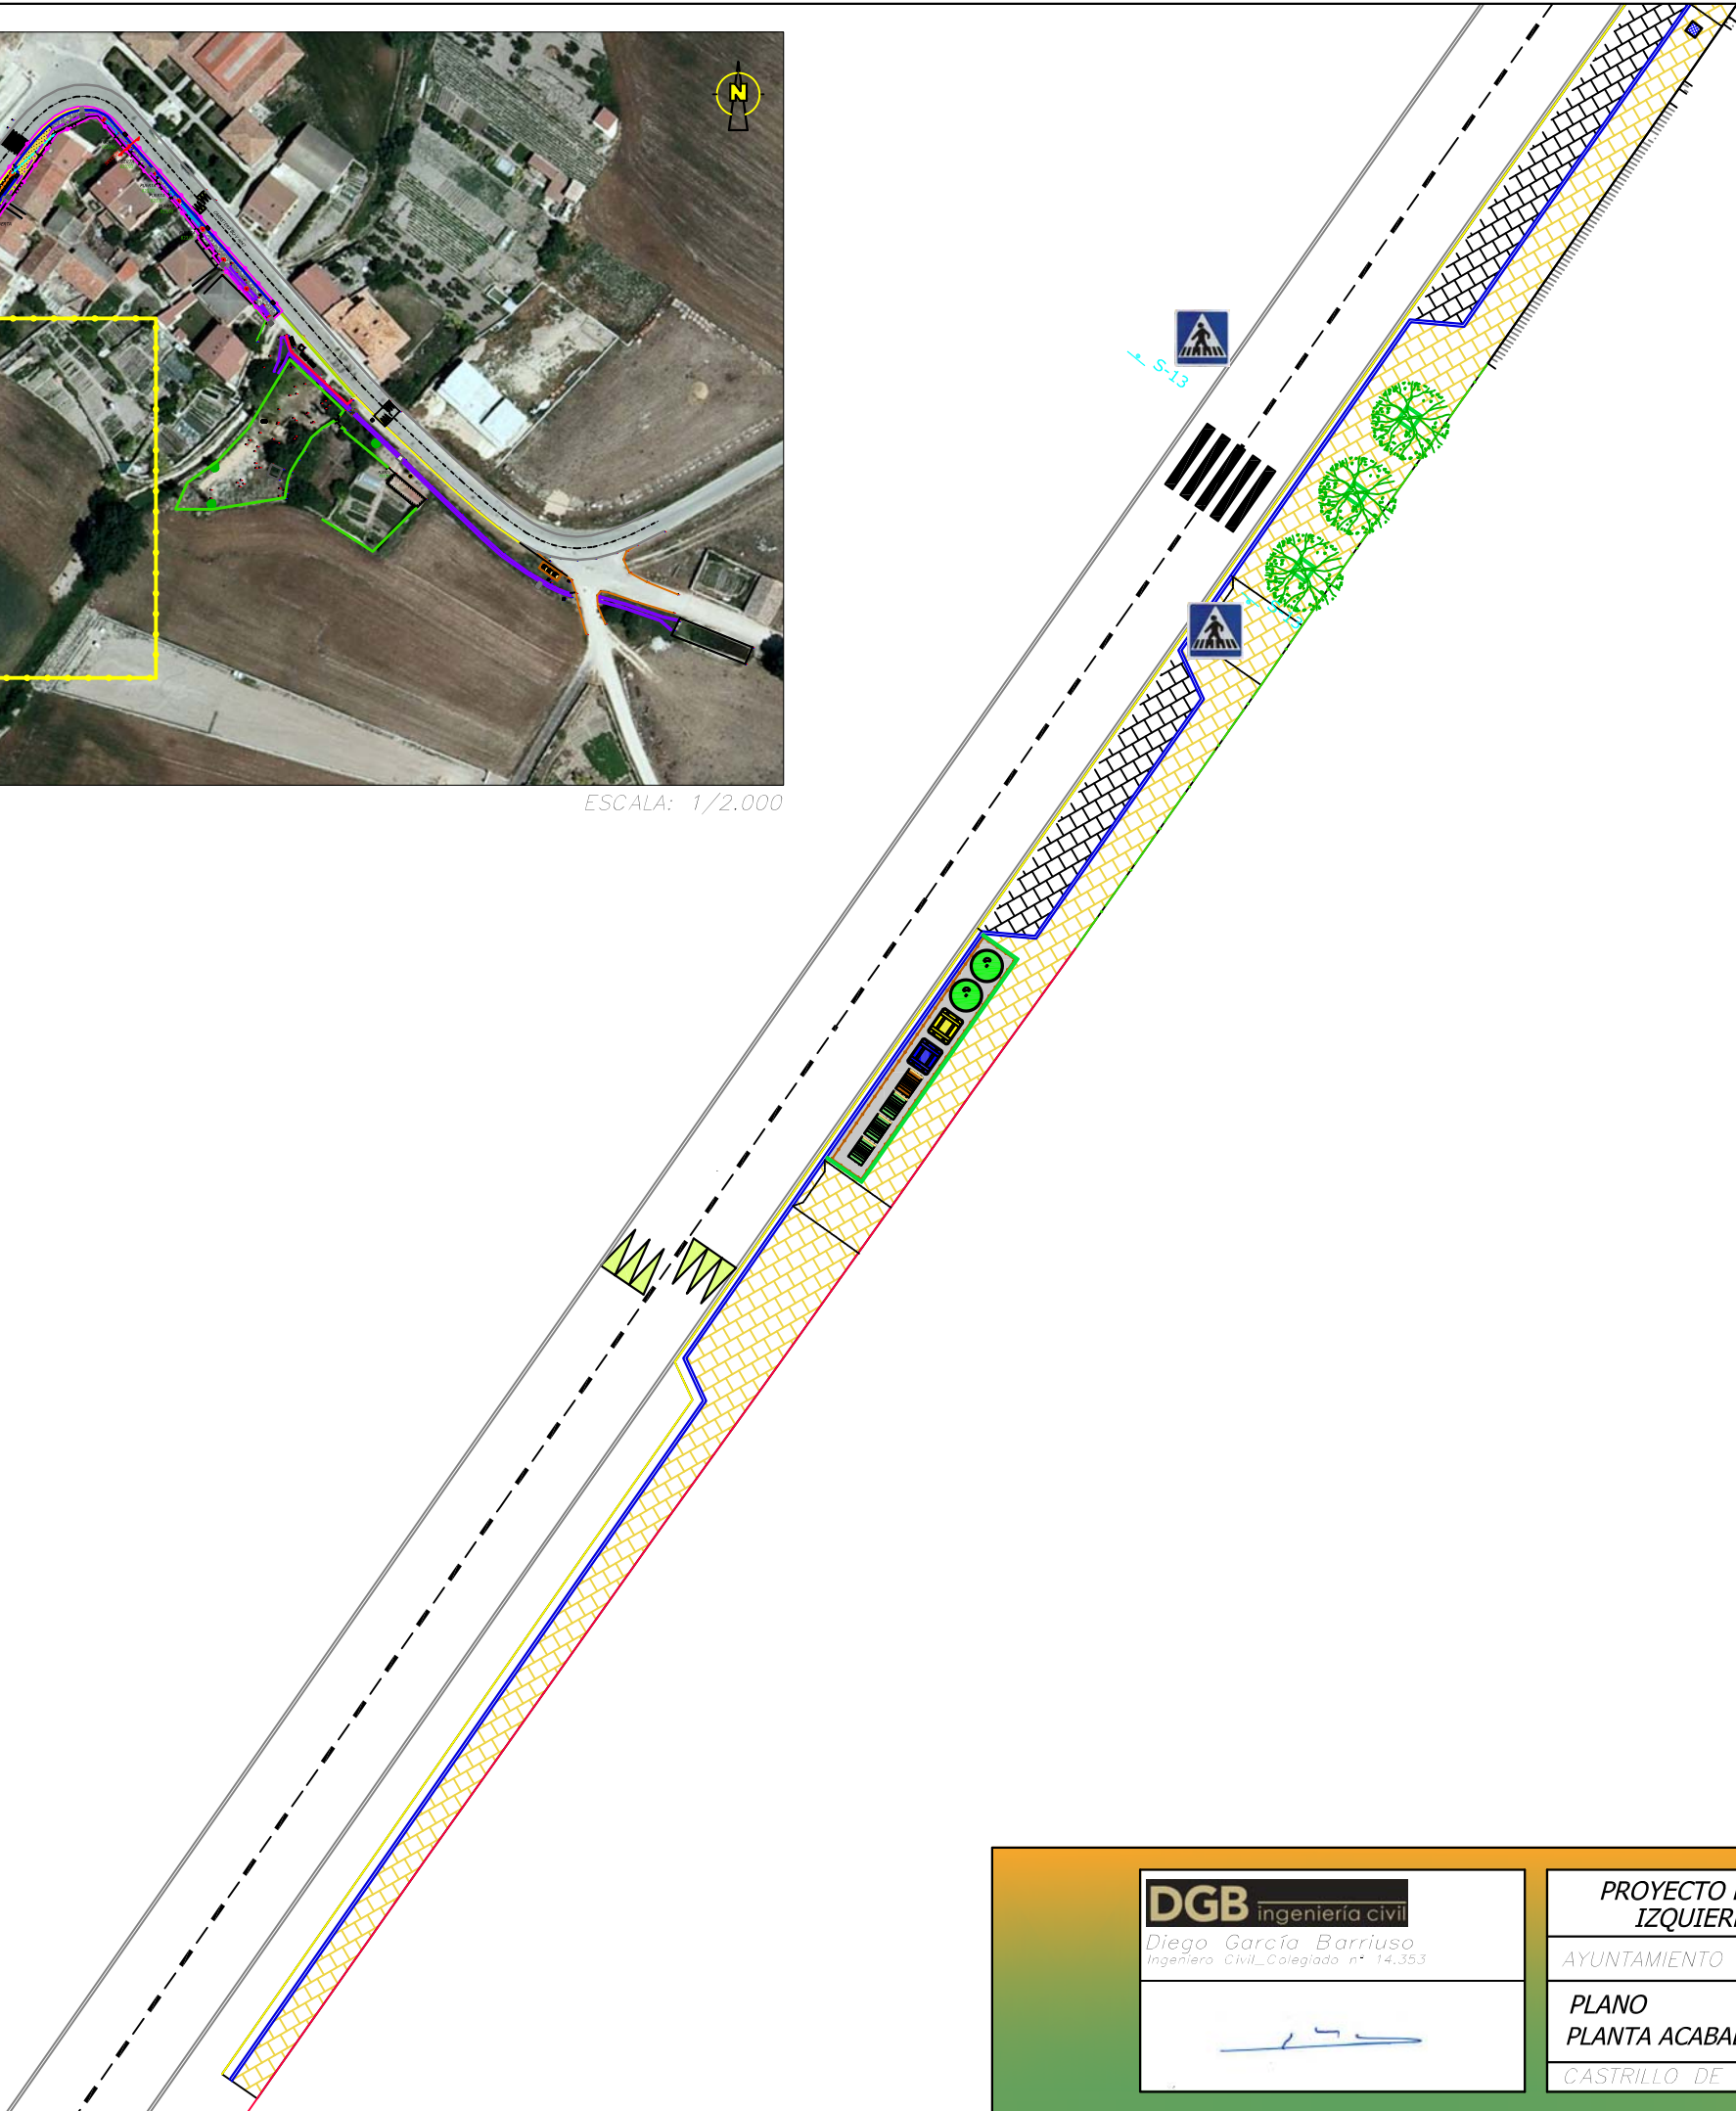 N
ESCALA: 1/2.000
S-13
DGB ingeniería civil
Diego García Barriuso
Ingeniero Civil_Colegiado nº 14.353
PROYECTO
IZQUIER
AYUNTAMIENTO
PLANO
PLANTA ACABA
CASTRILLO DE